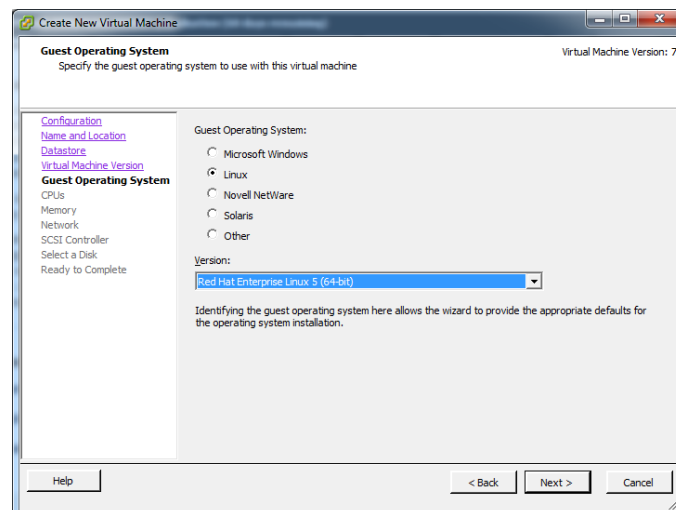 Create New Virtual Machine
Guest Operating System
Specify the guest operating system to use with this virtual machine
Virtual Machine Version: 7
Configuration
Name and Location
Datastore
Virtual Machine Version
Guest Operating System
CPUs
Memory
Network
SCSI Controller
Select a Disk
Ready to Complete
Guest Operating System:
Microsoft Windows
Linux
Novell NetWare
Solaris
Other
Version:
Red Hat Enterprise Linux 5 (64-bit)
Identifying the guest operating system here allows the wizard to provide the appropriate defaults for
the operating system installation.
Help
< Back
Next >
Cancel